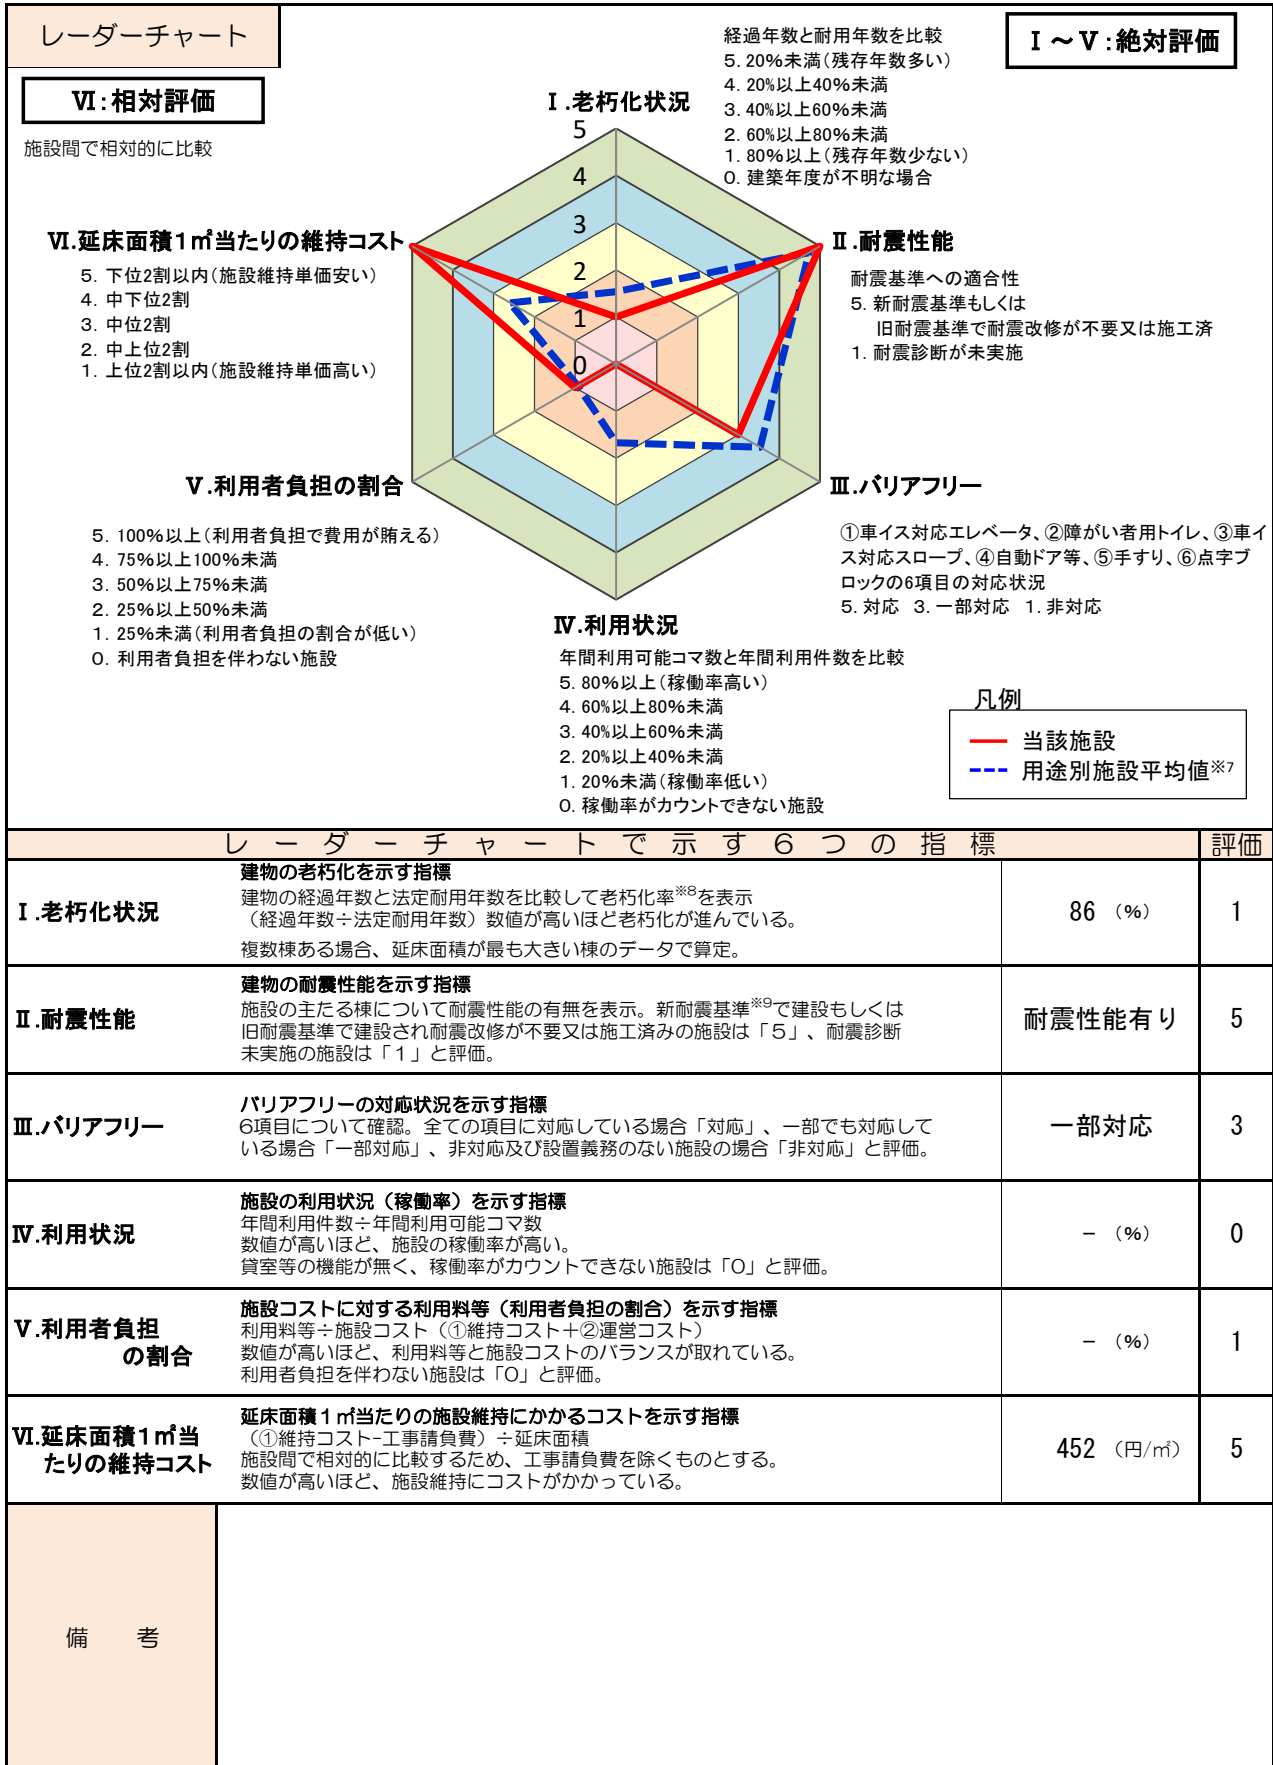 レーダーチャート
Ⅵ:相対評価
施設間で相対的に比較
Ⅰ～Ⅴ:絶対評価
Ⅰ.老朽化状況
経過年数と耐用年数を比較
5. 20%未満(残存年数多い)
4. 20%以上40%未満
3. 40%以上60%未満
2. 60%以上80%未満
1. 80%以上(残存年数少ない)
0. 建築年度が不明な場合
5
4
3
2
1
0
Ⅱ.耐震性能
耐震基準への適合性
5. 新耐震基準もしくは
旧耐震基準で耐震改修が不要又は施工済
1. 耐震診断が未実施
Ⅵ.延床面積1㎡当たりの維持コスト
5. 下位2割以内(施設維持単価安い)
4. 中下位2割
3. 中位2割
2. 中上位2割
1. 上位2割以内(施設維持単価高い)
Ⅲ.バリアフリー
①車イス対応エレベータ、②障がい者用トイレ、③車イ
ス対応スロープ、④自動ドア等、⑤手すり、⑥点字ブ
ロックの6項目の対応状況
5. 対応 3. 一部対応 1. 非対応
Ⅴ.利用者負担の割合
5. 100%以上(利用者負担で費用が賄える)
4. 75%以上100%未満
3. 50%以上75%未満
2. 25%以上50%未満
1. 25%未満(利用者負担の割合が低い)
0. 利用者負担を伴わない施設
Ⅳ.利用状況
年間利用可能コマ数と年間利用件数を比較
5. 80%以上(稼働率高い)
4. 60%以上80%未満
3. 40%以上60%未満
2. 20%以上40%未満
1. 20%未満(稼働率低い)
0. 稼働率がカウントできない施設
凡例
当該施設
用途別施設平均値※7
レーダーチャートで示す6つの指標 評価
Ⅰ.老朽化状況
建物の老朽化を示す指標
建物の経過年数と法定耐用年数を比較して老朽化率※8を表示
（経過年数÷法定耐用年数）数値が高いほど老朽化が進んでいる。
複数棟ある場合、延床面積が最も大きい棟のデータで算定。
86 (%) 1
Ⅱ.耐震性能
建物の耐震性能を示す指標
施設の主たる棟について耐震性能の有無を表示。新耐震基準※9で建設もしくは
旧耐震基準で建設され耐震改修が不要又は施工済みの施設は「5」、耐震診断
未実施の施設は「1」と評価。
耐震性能有り 5
Ⅲ.バリアフリー
バリアフリーの対応状況を示す指標
6項目について確認。全ての項目に対応している場合「対応」、一部でも対応して
いる場合「一部対応」、非対応及び設置義務のない施設の場合「非対応」と評価。
一部対応 3
Ⅳ.利用状況
施設の利用状況（稼働率）を示す指標
年間利用件数÷年間利用可能コマ数
数値が高いほど、施設の稼働率が高い。
貸室等の機能が無く、稼働率がカウントできない施設は「0」と評価。
－ (%) 0
Ⅴ.利用者負担
の割合
施設コストに対する利用料等（利用者負担の割合）を示す指標
利用料等÷施設コスト（①維持コスト＋②運営コスト）
数値が高いほど、利用料等と施設コストのバランスが取れている。
利用者負担を伴わない施設は「0」と評価。
－ (%) 1
Ⅵ.延床面積1㎡当
たりの維持コスト
延床面積1㎡当たりの施設維持にかかるコストを示す指標
（①維持コスト-工事請負費）÷延床面積
施設間で相対的に比較するため、工事請負費を除くものとする。
数値が高いほど、施設維持にコストがかかっている。
452 (円/㎡) 5
備 考